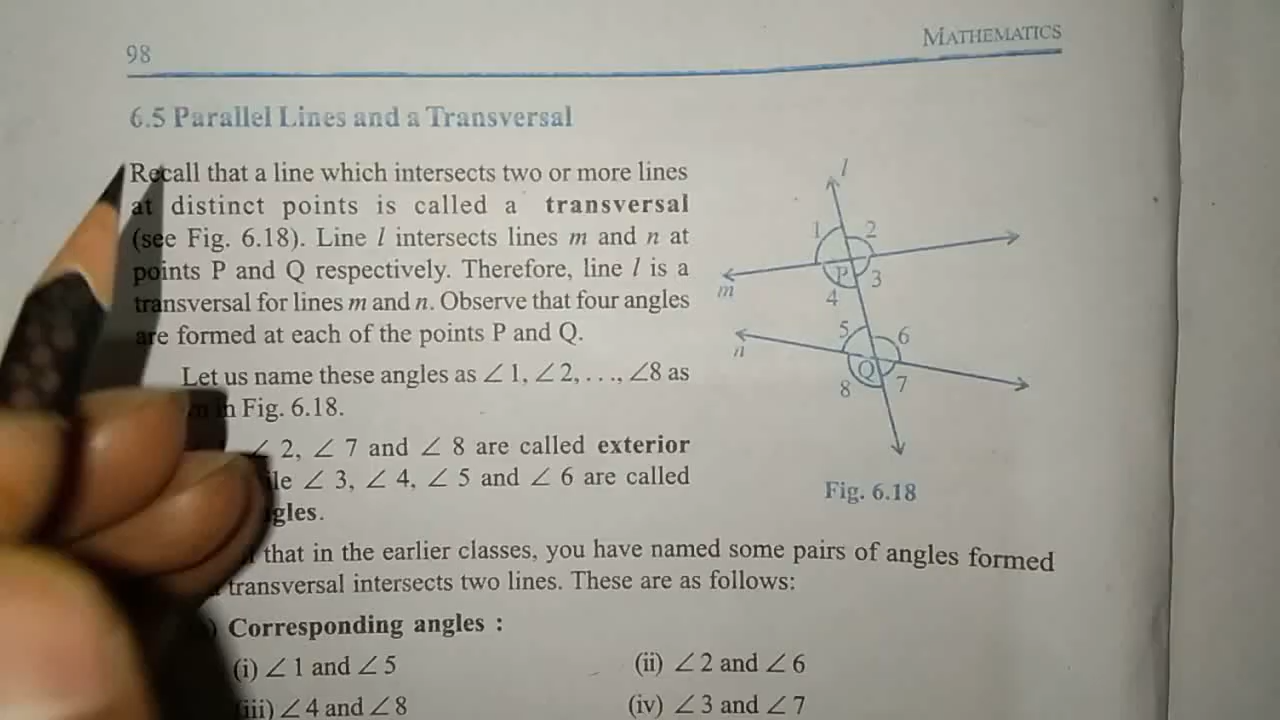 98
MATHEMATICS
6.5 Parallel Lines and a Transversal
Recall that a line which intersects two or more lines
at distinct points is called a transversal
(see Fig. 6.18). Line l intersects lines m and n at
points P and Q respectively. Therefore, line l is a
transversal for lines m and n. Observe that four angles
are formed at each of the points P and Q.
Let us name these angles as ∠ 1, ∠ 2, . . ., ∠8 as
in Fig. 6.18.
∠ 2, ∠ 7 and ∠ 8 are called exterior
∠ 3, ∠ 4, ∠ 5 and ∠ 6 are called
that in the earlier classes, you have named some pairs of angles formed
transversal intersects two lines. These are as follows:
Corresponding angles :
(i) ∠ 1 and ∠ 5
(ii) ∠ 2 and ∠ 6
(iii) ∠ 4 and ∠ 8
(iv) ∠ 3 and ∠ 7
l
1
2
P
3
m
4
5
6
n
Q
8
7
Fig. 6.18